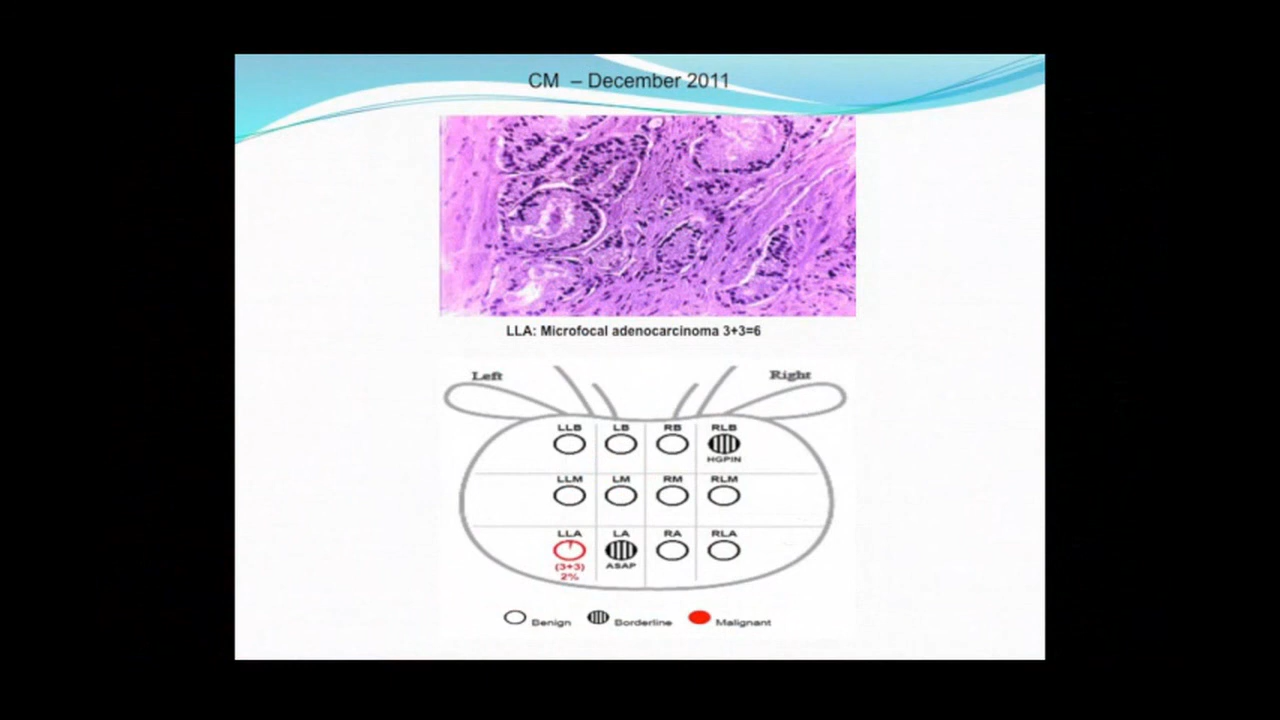 CM – December 2011
LLA: Microfocal adenocarcinoma 3+3=6
Left Right
LLB LB RB RLB
HGPIN
LLM LM RM RLM
LLA LA RA RLA
(3+3) ASAP
2%
Benign Borderline Malignant